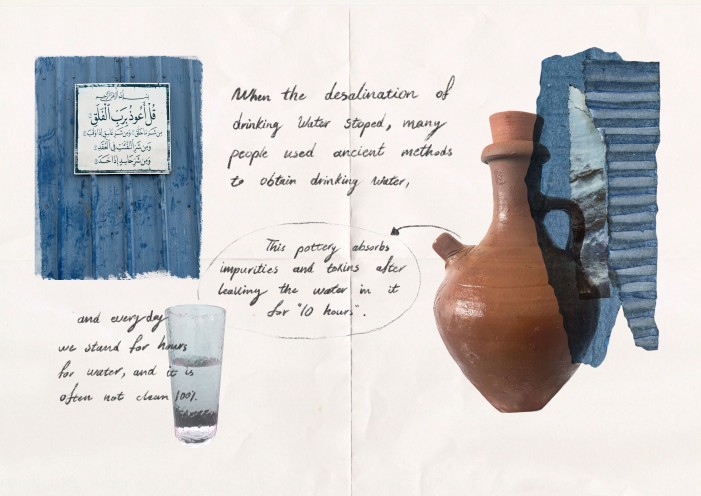 بسم الله الرحمن الرحيم
قُلْ أَعُوذُ بِرَبِّ الْفَلَقِ
مِن شَرِّ مَا خَلَقَ وَمِن شَرِّ غَاسِقٍ إِذَا وَقَبَ
وَمِن شَرِّ النَّفَّاثَاتِ فِي الْعُقَدِ
وَمِن شَرِّ حَاسِدٍ إِذَا حَسَدَ
When the desalination of
drinking water stoped, many
people used ancient methods
to obtain drinking water,
This pottery absorbs
impurities and toxins after
leaving the water in it
for "10 hours".
and everyday
we stand for hours
for water, and it is
often not clean 100%.